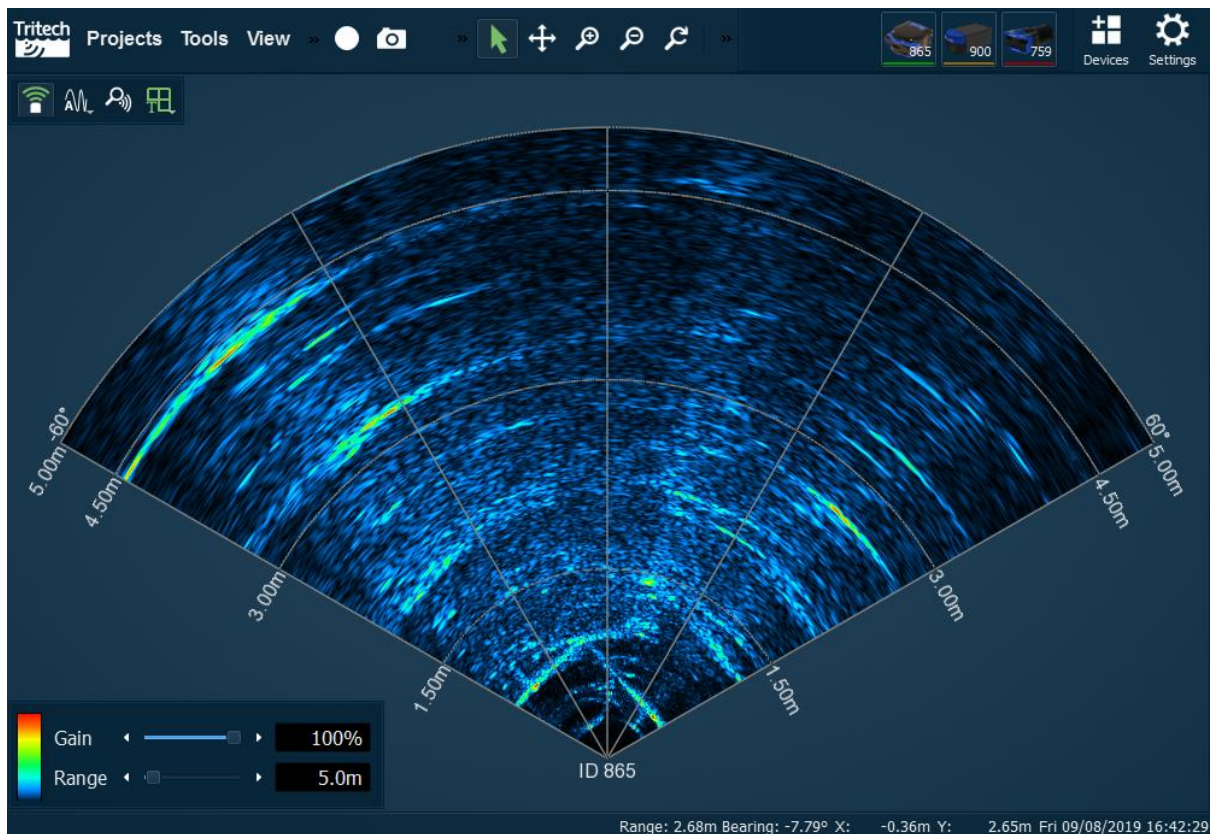 Tritech
Projects Tools View » » »
865 900 759
Devices Settings
A
T
-60° 60°
5.00m 5.00m
4.50m 4.50m
3.00m 3.00m
1.50m 1.50m
Gain 100%
Range 5.0m
ID 865
Range: 2.68m Bearing: -7.79º X: -0.36m Y: 2.65m Fri 09/08/2019 16:42:29